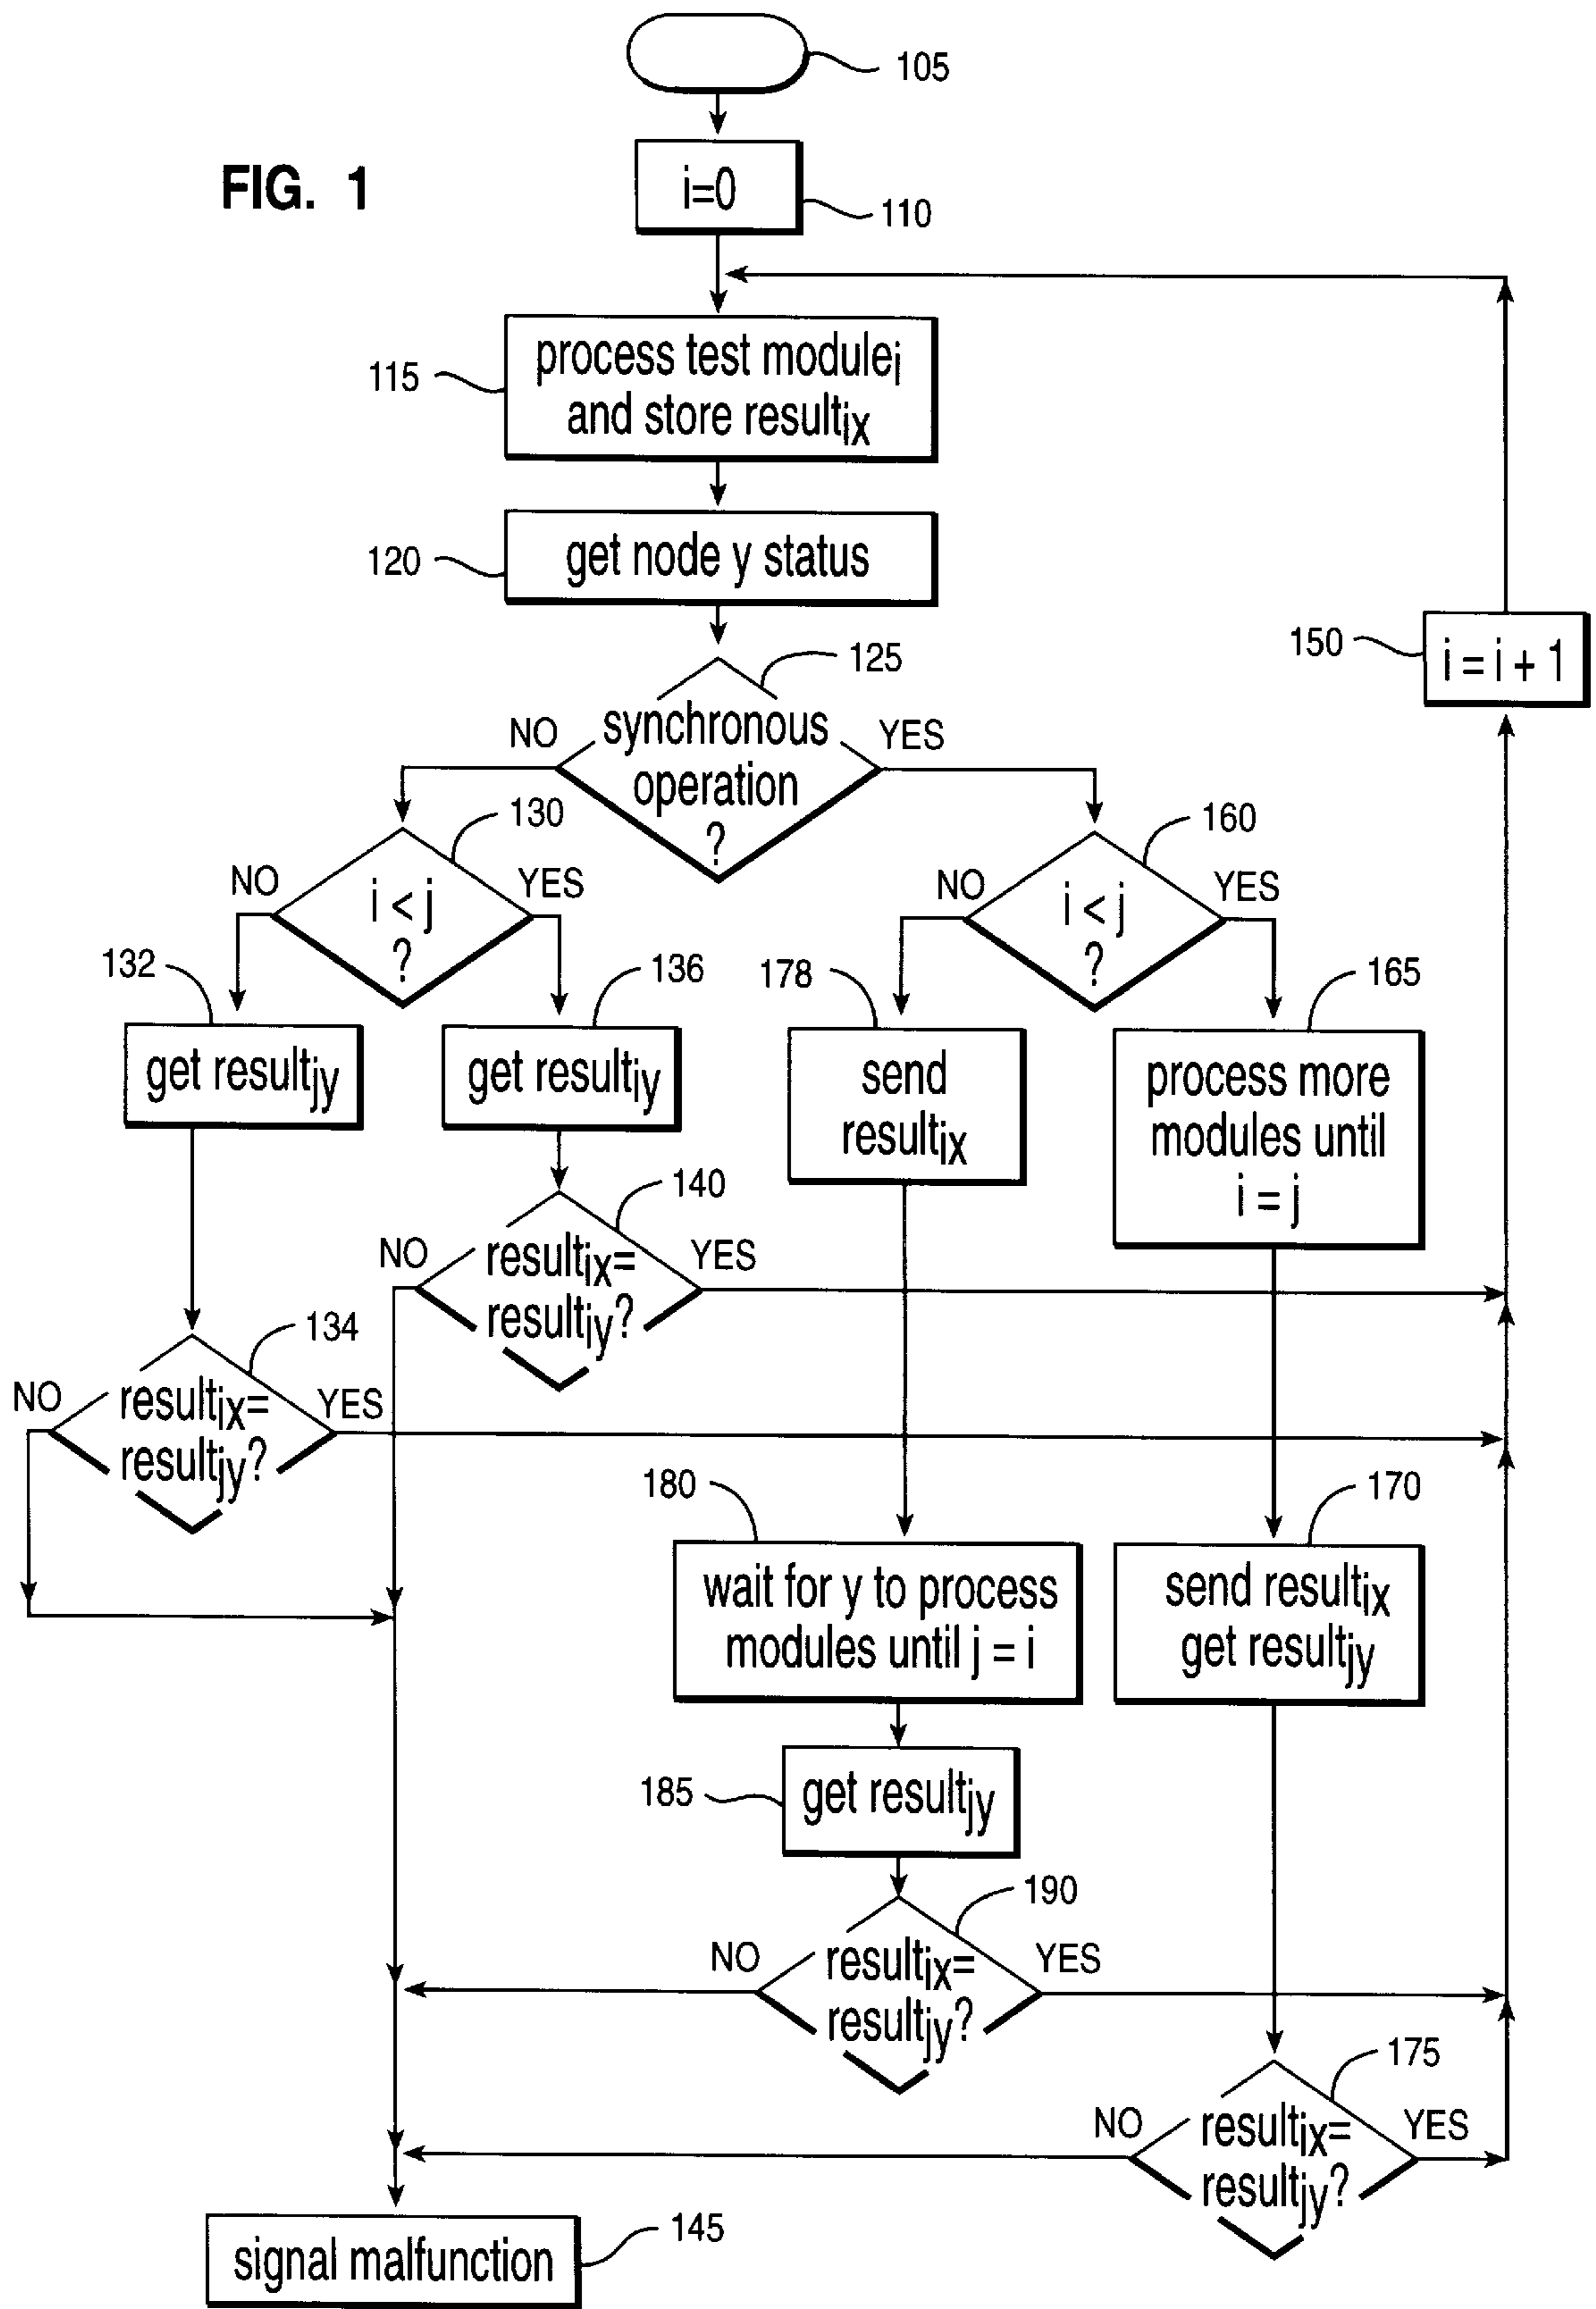 105
FIG. 1
i=0
110
115
process test modulei
and store resultix
120
get node y status
150
i = i + 1
125
NO
synchronous
operation
?
YES
130
NO
i < j
?
YES
160
NO
i < j
?
YES
132
get resultjy
136
get resultiy
178
send
resultix
165
process more
modules until
i = j
140
NO
resultix=
resultiy?
YES
134
NO
resultix=
resultjy?
YES
180
wait for y to process
modules until j = i
170
send resultix
get resultjy
185
get resultjy
190
NO
resultix=
resultjy?
YES
175
NO
resultix=
resultjy?
YES
signal malfunction
145